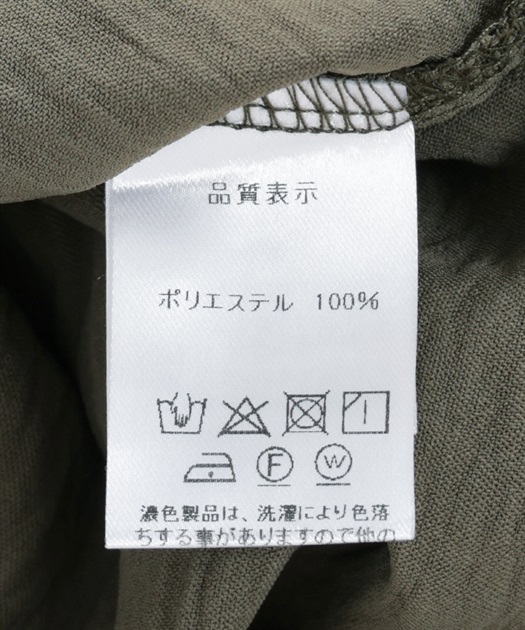 品質表示
ポリエステル 100%
F W
濃色製品は、洗濯により色落
ちする事がありますので他の